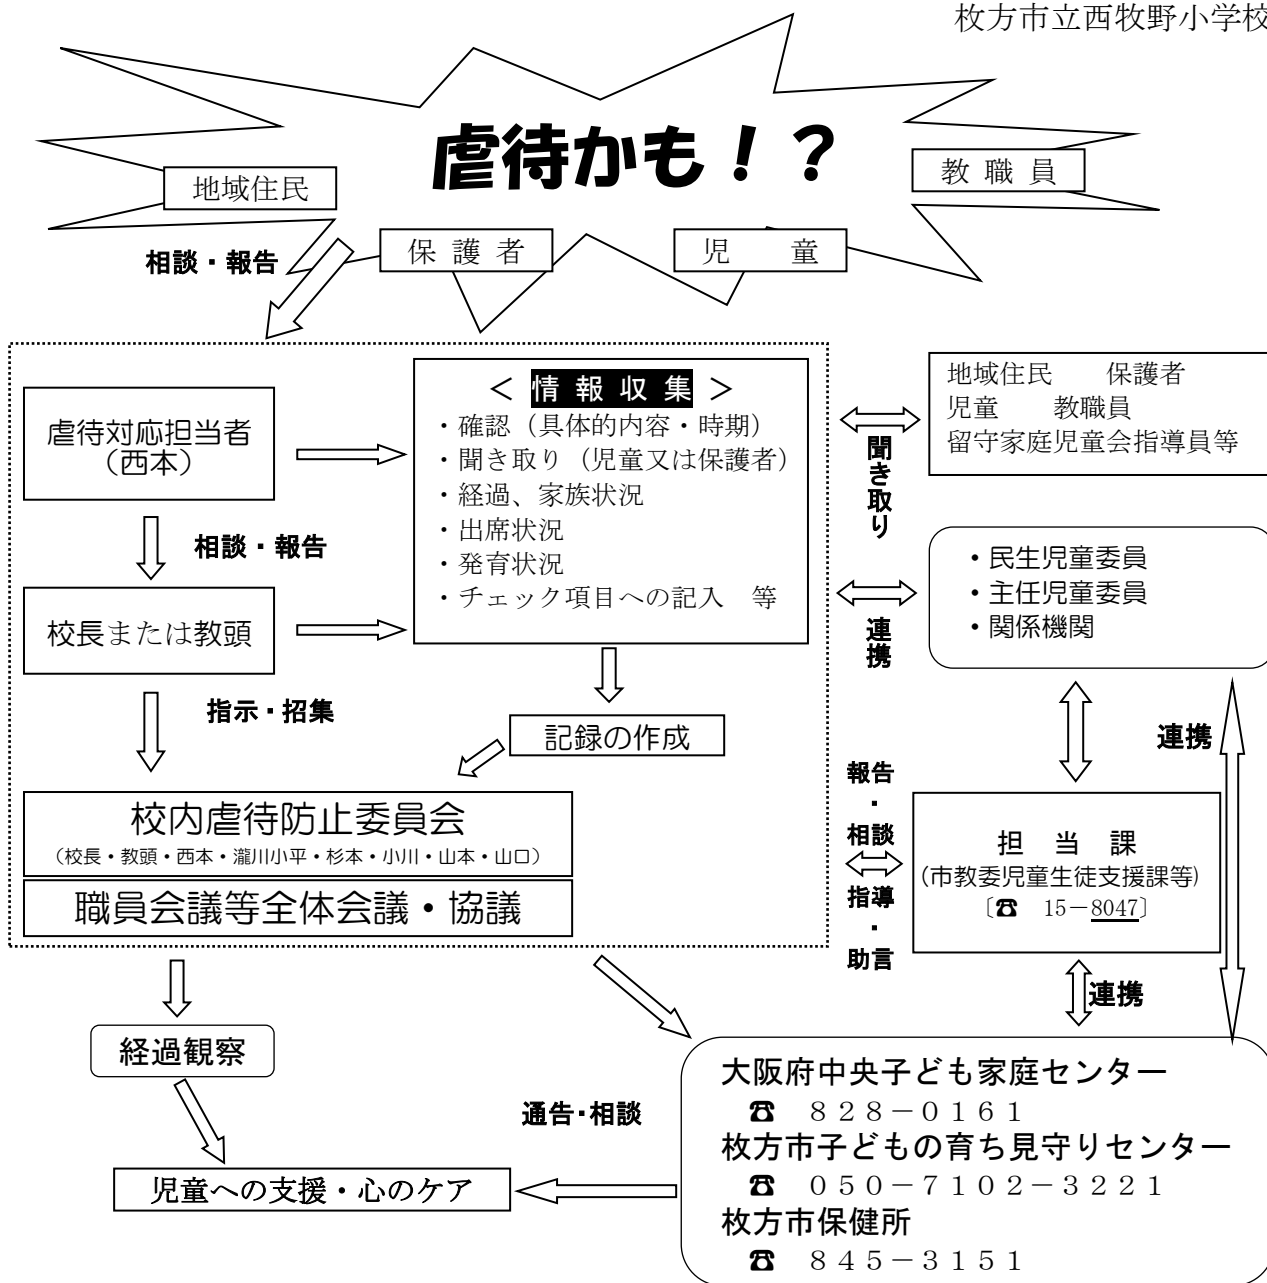 枚方市立西牧野小学校
虐待かも！？
地域住民
教 職 員
保 護 者
児　　童
相談・報告
虐待対応担当者
（西本）
相談・報告
校長または教頭
指示・招集
＜ 情 報 収 集 ＞
・確認（具体的内容・時期）
・聞き取り（児童又は保護者）
・経過、家族状況
・出席状況
・発育状況
・チェック項目への記入　等
記録の作成
校内虐待防止委員会
（校長・教頭・西本・瀧川小平・杉本・小川・山本・山口）
職員会議等全体会議・協議
聞き取り
地域住民　　保護者
児童　　教職員
留守家庭児童会指導員等
連携
・民生児童委員
・主任児童委員
・関係機関
連携
報告
・
相談
指導
・
助言
担　当　課
（市教委児童生徒支援課等）
〔☎　15－8047〕
連携
経過観察
通告・相談
児童への支援・心のケア
大阪府中央子ども家庭センター
☎　８２８－０１６１
枚方市子どもの育ち見守りセンター
☎　０５０－７１０２－３２２１
枚方市保健所
☎　８４５－３１５１